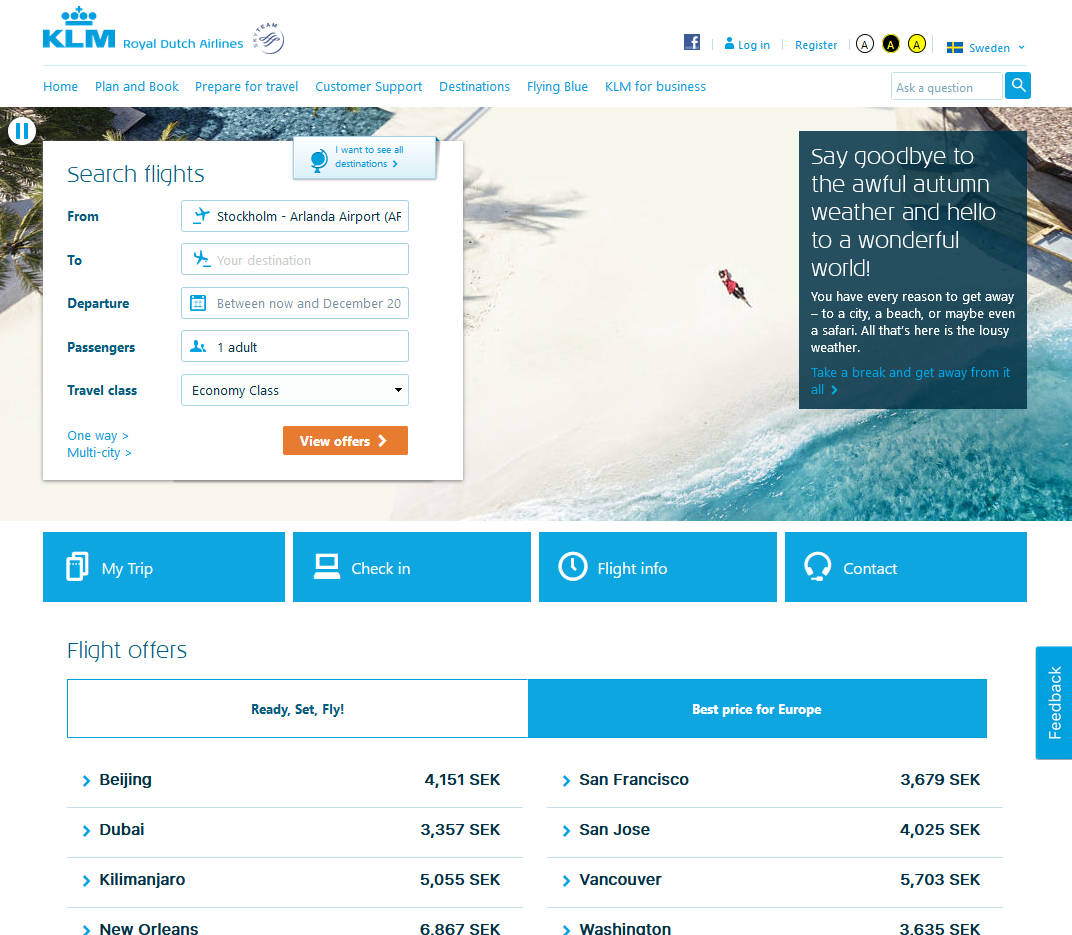 KLM Royal Dutch Airlines
SKYTEAM
Log in
Register
A
A
A
Sweden
Home
Plan and Book
Prepare for travel
Customer Support
Destinations
Flying Blue
KLM for business
Ask a question
Search flights
I want to see all
destinations
From
Stockholm - Arlanda Airport (AR
To
Your destination
Departure
Between now and December 20
Passengers
1 adult
Travel class
Economy Class
One way >
Multi-city >
View offers
Say goodbye to
the awful autumn
weather and hello
to a wonderful
world!
You have every reason to get away
– to a city, a beach, or maybe even
a safari. All that's here is the lousy
weather.
Take a break and get away from it
all
My Trip
Check in
Flight info
Contact
Flight offers
Feedback
Ready, Set, Fly!
Best price for Europe
Beijing 4,151 SEK
San Francisco 3,679 SEK
Dubai 3,357 SEK
San Jose 4,025 SEK
Kilimanjaro 5,055 SEK
Vancouver 5,703 SEK
New Orleans 6,867 SEK
Washington 3,635 SEK